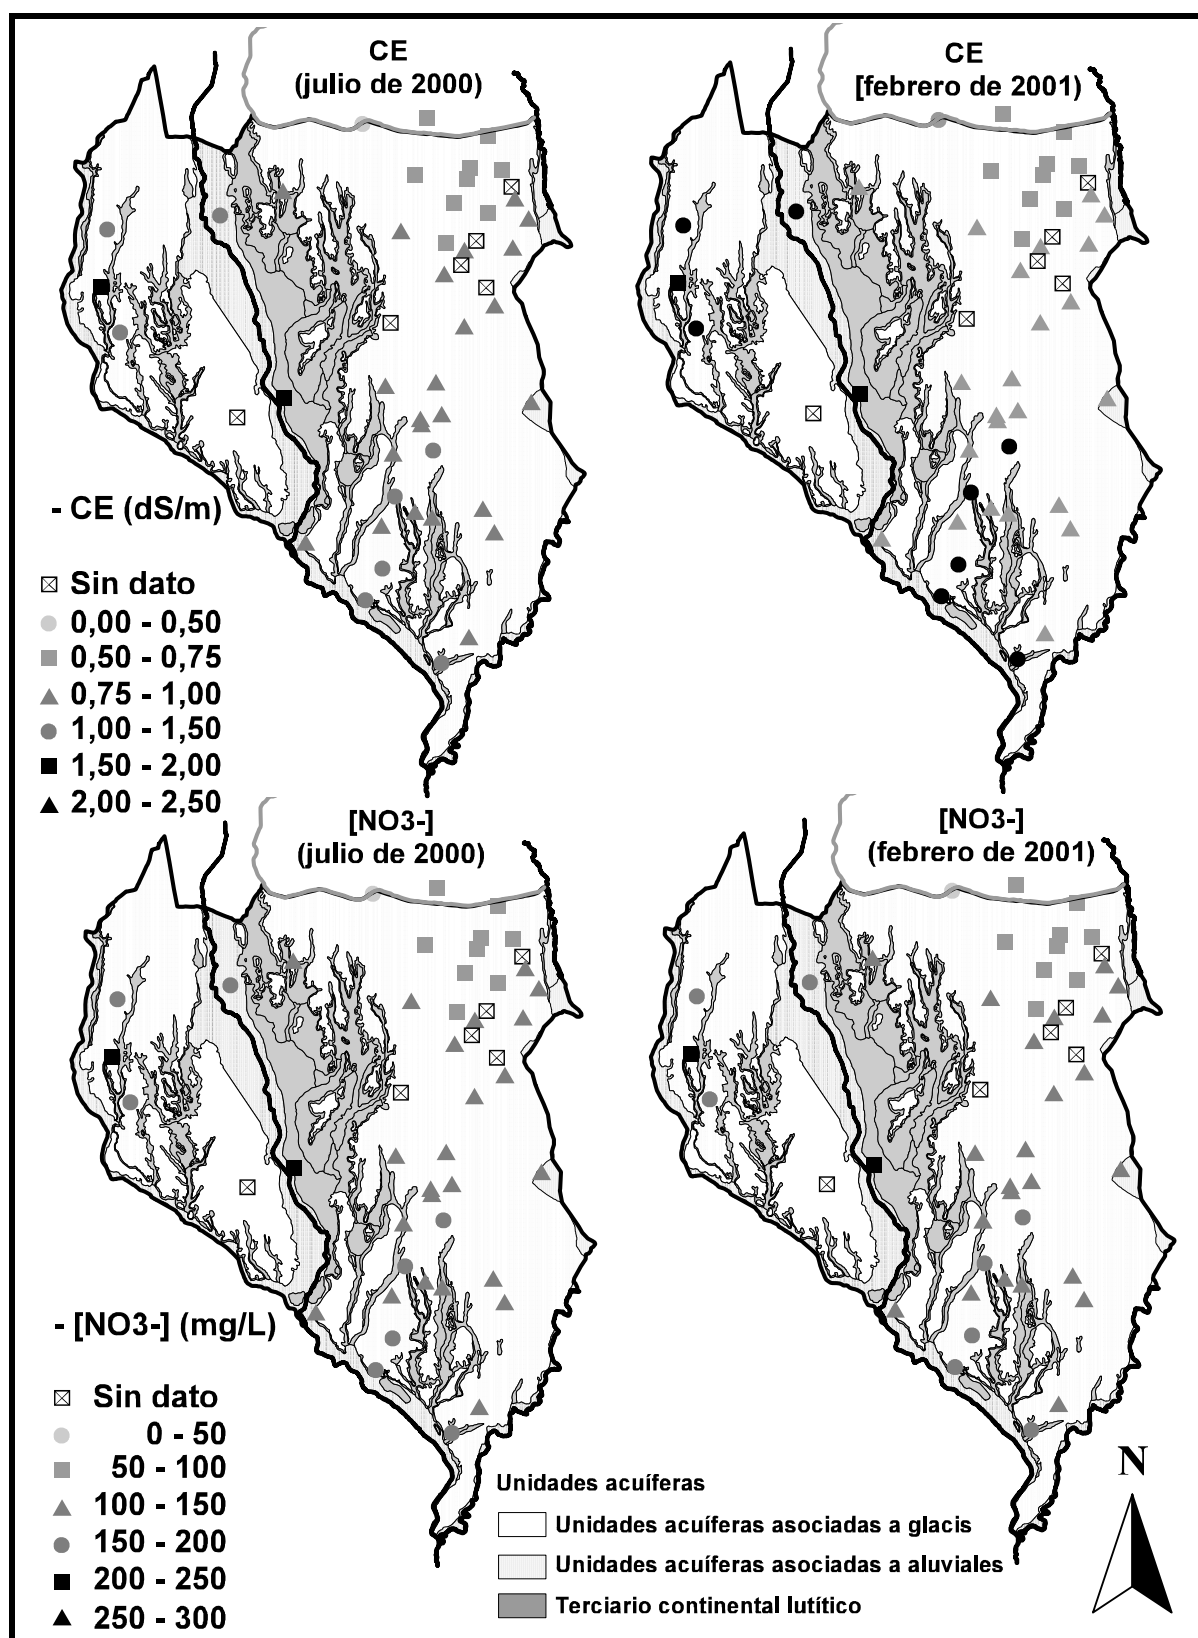 CE
(julio de 2000)
CE
[febrero de 2001)
- CE (dS/m)
Sin dato
0,00 - 0,50
0,50 - 0,75
0,75 - 1,00
1,00 - 1,50
1,50 - 2,00
2,00 - 2,50
[NO3-]
(julio de 2000)
[NO3-]
(febrero de 2001)
- [NO3-] (mg/L)
Sin dato
0 - 50
50 - 100
100 - 150
150 - 200
200 - 250
250 - 300
Unidades acuíferas
Unidades acuíferas asociadas a glacis
Unidades acuíferas asociadas a aluviales
Terciario continental lutítico
N